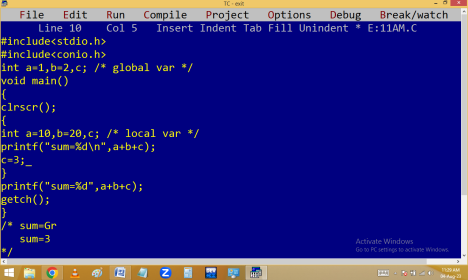 TC - exit
File Edit Run Compile Project Options Debug Break/watch
Line 10 Col 5 Insert Indent Tab Fill Unindent * E:11AM.C
#include<stdio.h>
#include<conio.h>
int a=1,b=2,c; /* global var */
void main()
{
clrscr();
{
int a=10,b=20,c; /* local var */
printf("sum=%d\n",a+b+c);
c=3;_
}
printf("sum=%d",a+b+c);
getch();
}
/* sum=Gr
sum=3
*/
Activate Windows
Go to PC settings to activate Windows.